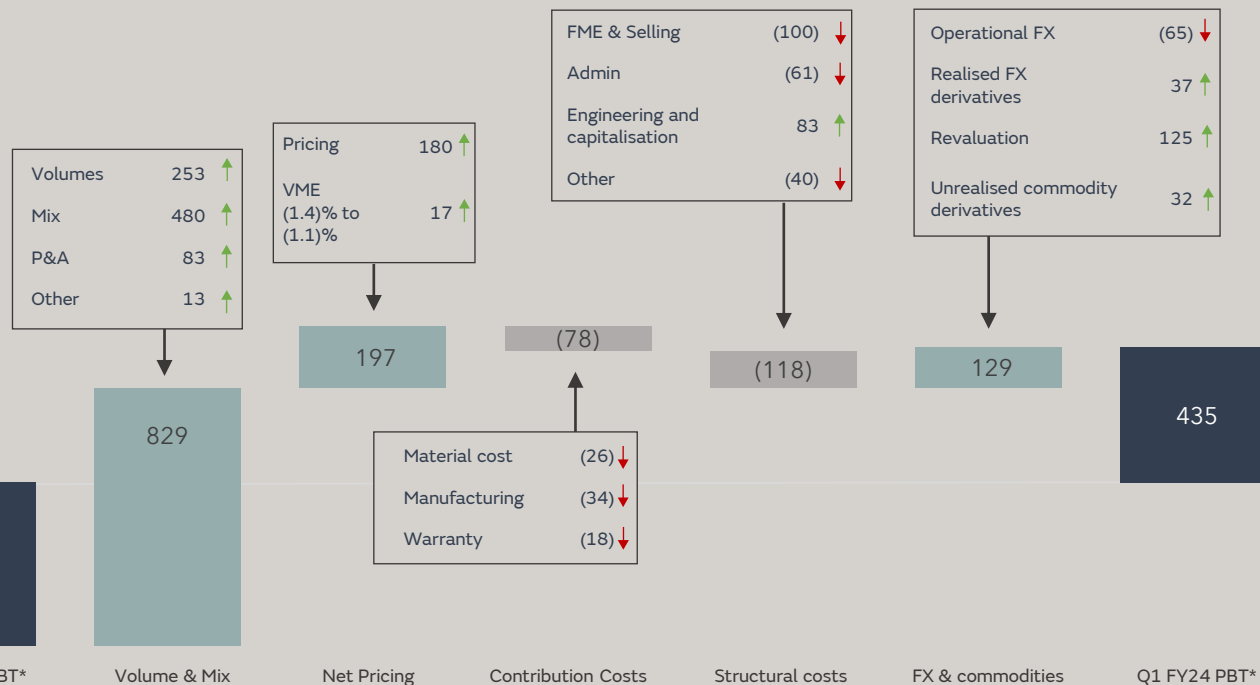 FME & Selling (100)
Admin (61)
Engineering and
capitalisation 83
Other (40)
Operational FX (65)
Realised FX
derivatives 37
Revaluation 125
Unrealised commodity
derivatives 32
Pricing 180
VME
(1.4)% to
(1.1)% 17
Volumes 253
Mix 480
P&A 83
Other 13
829
197
(78)
(118)
129
435
Material cost (26)
Manufacturing (34)
Warranty (18)
BT*
Volume & Mix
Net Pricing
Contribution Costs
Structural costs
FX & commodities
Q1 FY24 PBT*